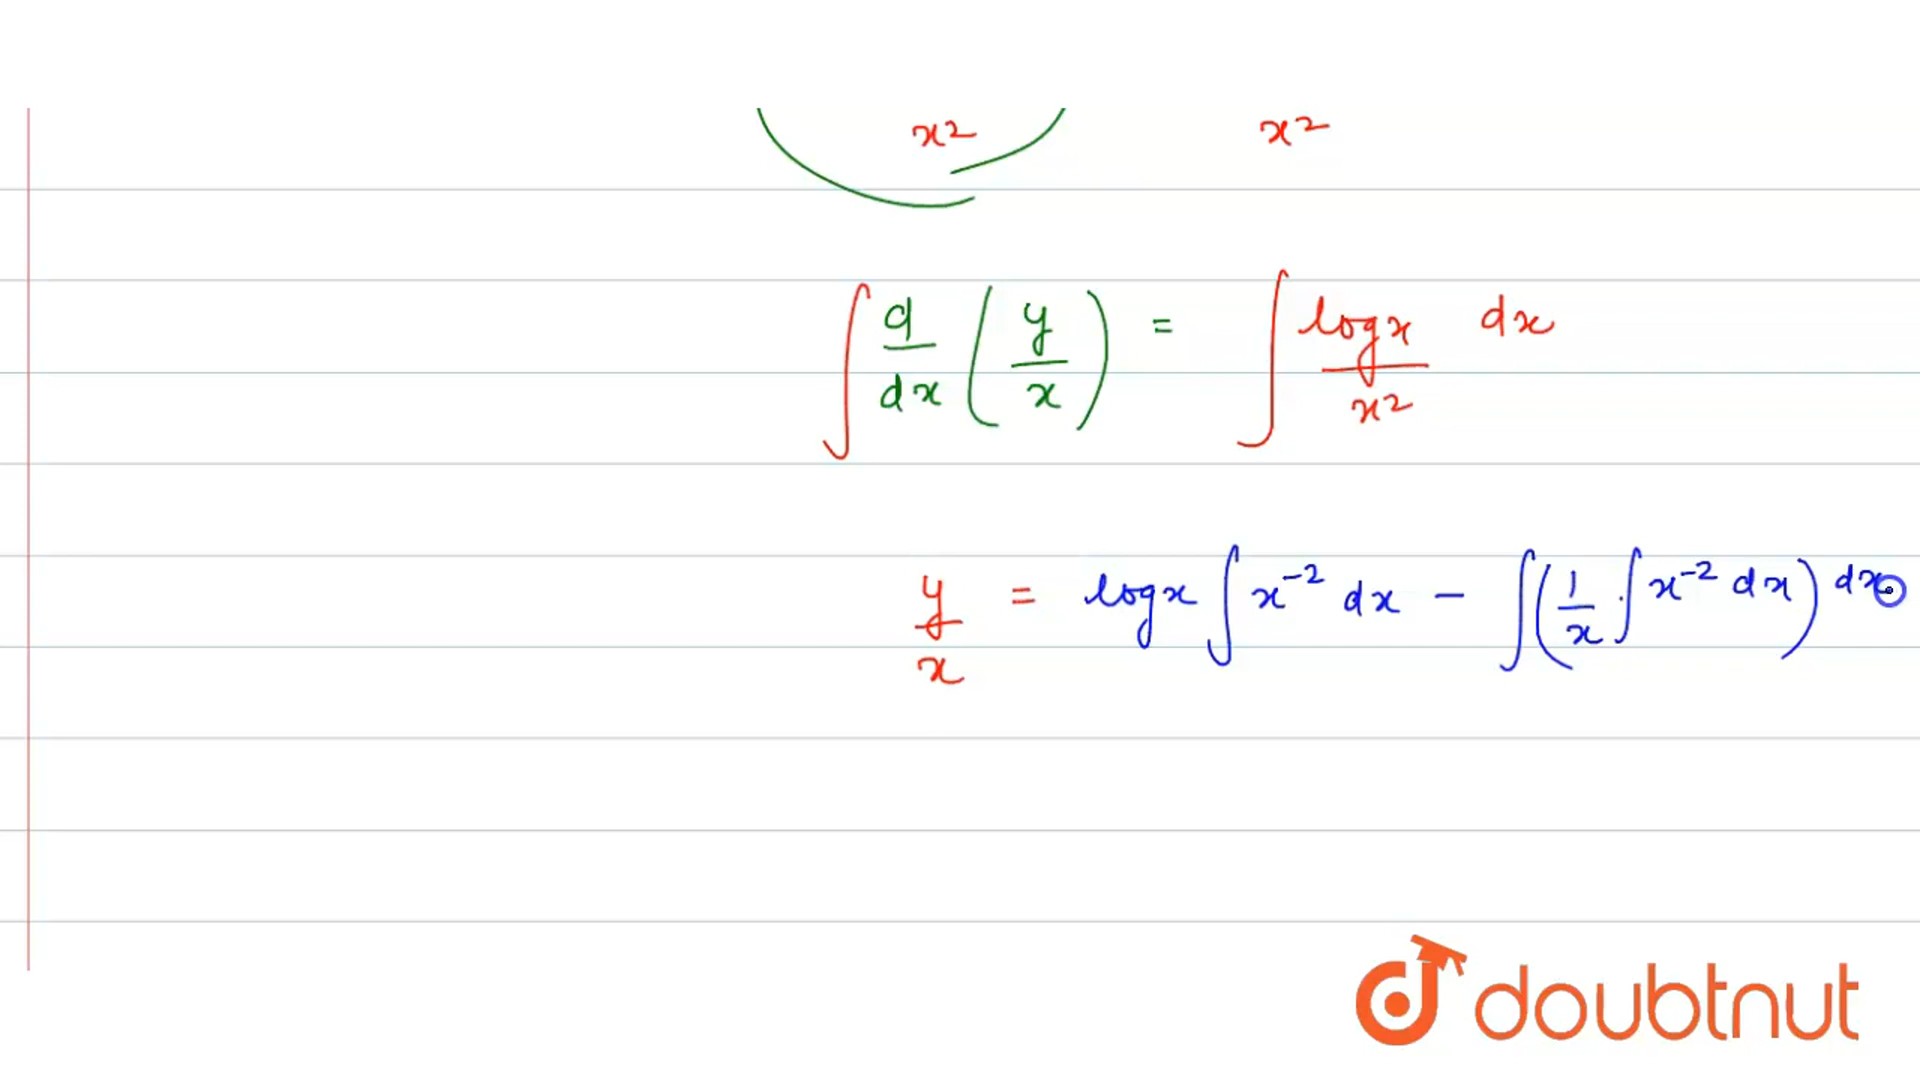 x² x²
∫ d/dx (y/x) = ∫ logx/x² dx
y/x = logx ∫ x⁻² dx - ∫(1/x . ∫ x⁻² dx) dx
doubtnut